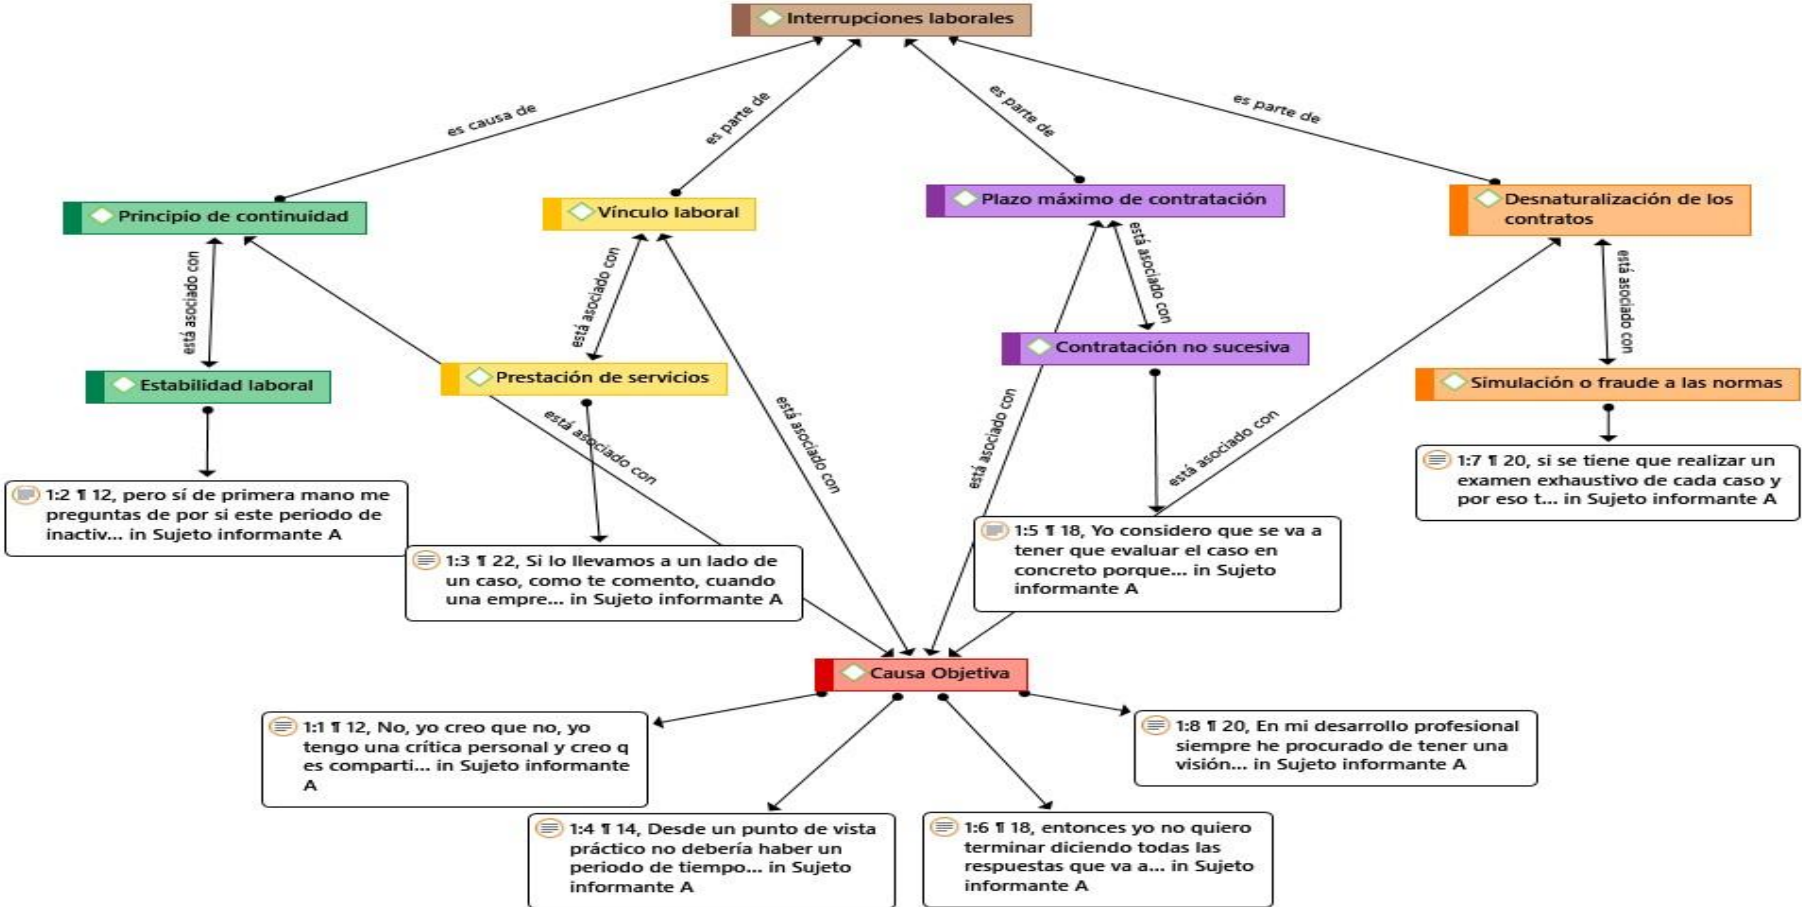 Interrupciones laborales
es causa de
es parte de
es parte de
es parte de
Principio de continuidad
Vínculo laboral
Plazo máximo de contratación
Desnaturalización de los
contratos
está asociado con
está asociado con
está asociado con
está asociado con
Contratación no sucesiva
Estabilidad laboral
Prestación de servicios
Simulación o fraude a las normas
está asociado con
está asociado con
está asociado con
está asociado con
1:2 ¶ 12, pero sí de primera mano me
preguntas de por si este periodo de
inactiv... in Sujeto informante A
1:3 ¶ 22, Si lo llevamos a un lado de
un caso, como te comento, cuando
una empre... in Sujeto informante A
1:5 ¶ 18, Yo considero que se va a
tener que evaluar el caso en
concreto porque... in Sujeto
informante A
1:7 ¶ 20, si se tiene que realizar un
examen exhaustivo de cada caso y
por eso t... in Sujeto informante A
Causa Objetiva
1:1 ¶ 12, No, yo creo que no, yo
tengo una crítica personal y creo q
es comparti... in Sujeto informante
A
1:4 ¶ 14, Desde un punto de vista
práctico no debería haber un
periodo de tiempo... in Sujeto
informante A
1:6 ¶ 18, entonces yo no quiero
terminar diciendo todas las
respuestas que va a... in Sujeto
informante A
1:8 ¶ 20, En mi desarrollo profesional
siempre he procurado de tener una
visión... in Sujeto informante A